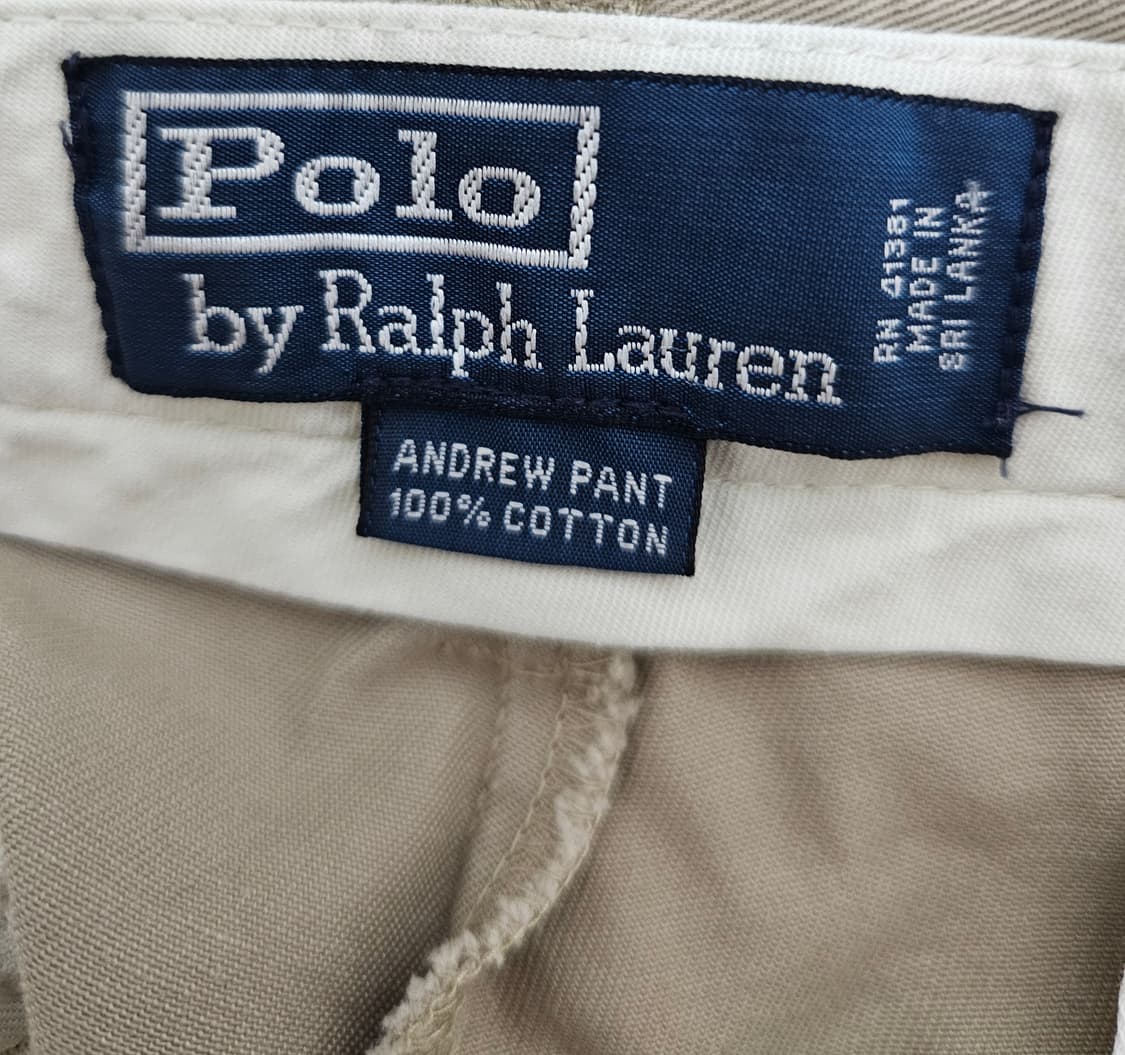 Polo
by Ralph Lauren
RN 41381
MADE IN
SRI LANKA
ANDREW PANT
100% COTTON